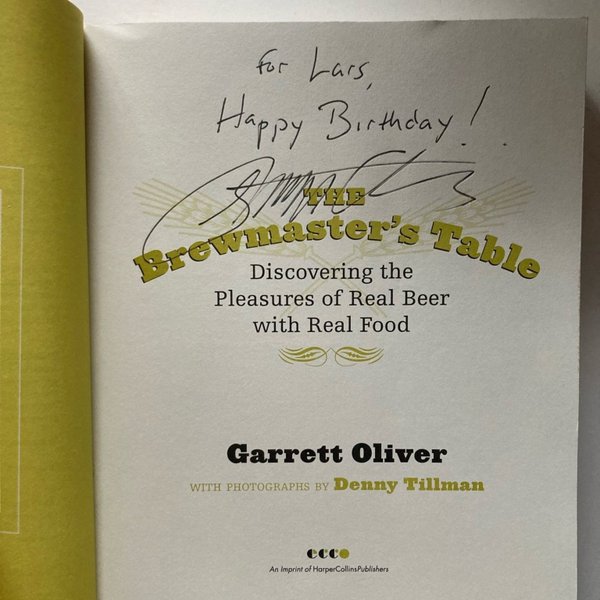 For Lars,
Happy Birthday!
THE
Brewmaster's Table
Discovering the
Pleasures of Real Beer
with Real Food
Garrett Oliver
WITH PHOTOGRAPHS BY Denny Tillman
ecco
An Imprint of HarperCollinsPublishers